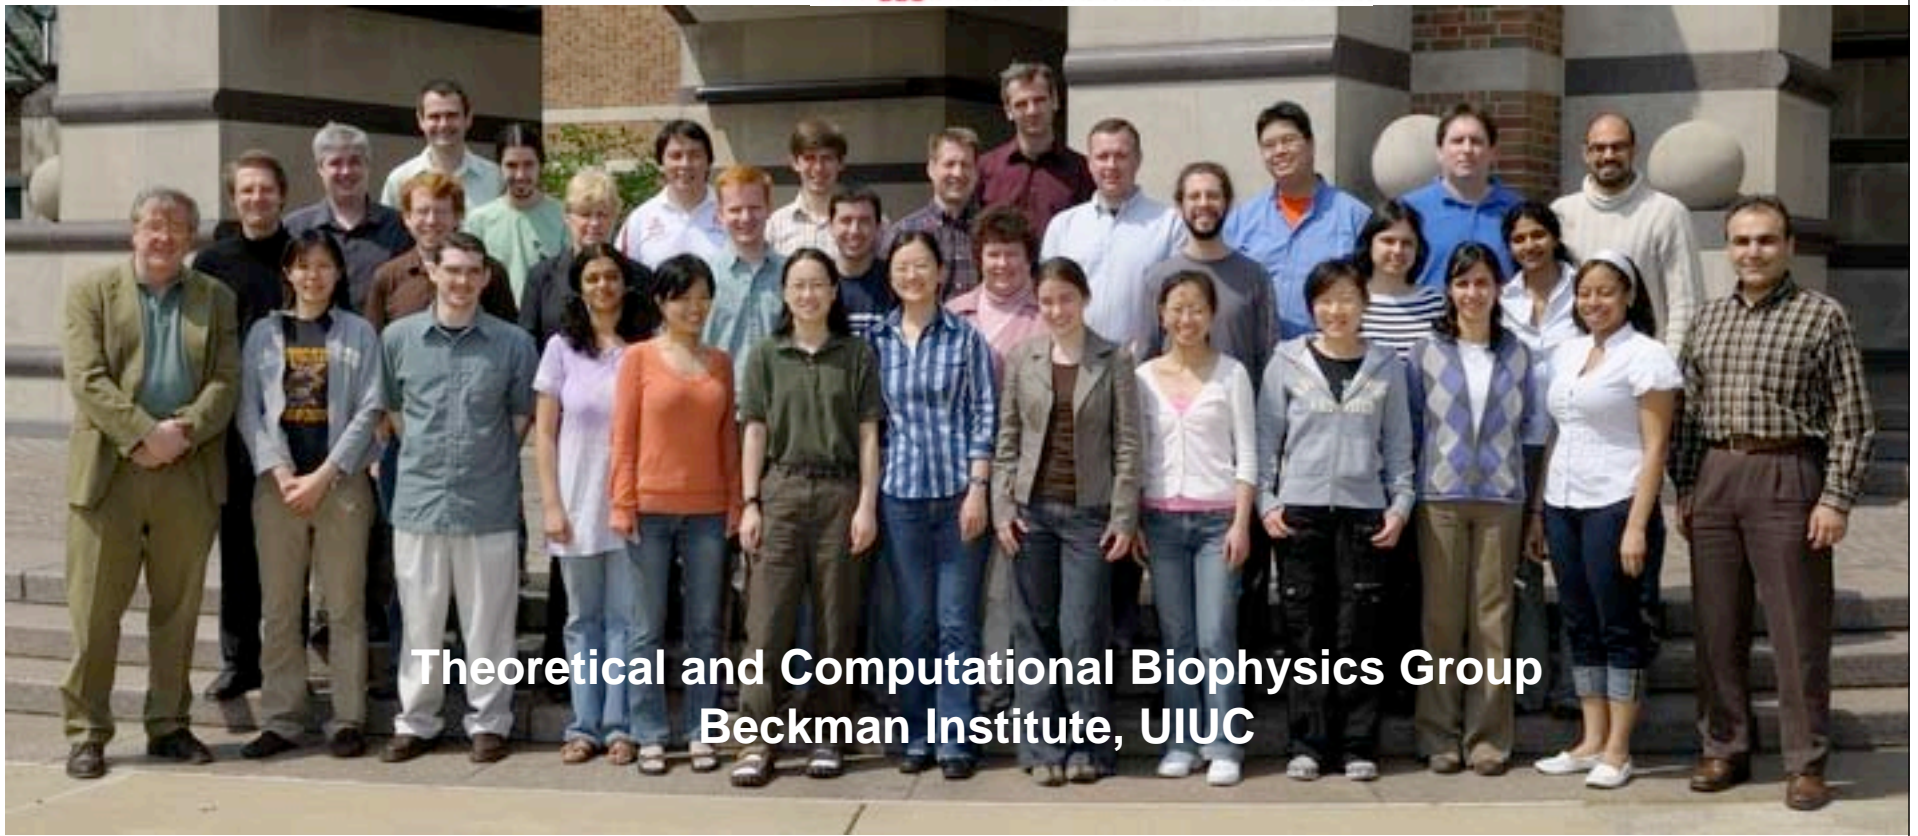 Theoretical and Computational Biophysics Group
Beckman Institute, UIUC